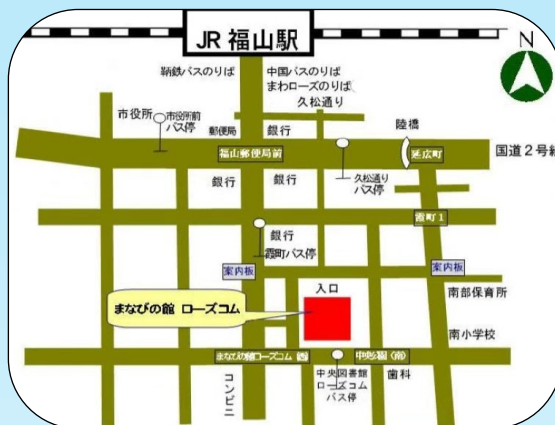 JR 福山駅
N
鞆鉄バスのりば
中国バスのりば
まわローズのりば
久松通り
市役所
市役所前
バス停
郵便局
銀行
陸橋
福山郵便局前
延広町
国道2号線
銀行
銀行
久松通り
バス停
霞町1
銀行
霞町バス停
案内板
案内板
入口
南部保育所
まなびの館 ローズコム
南小学校
まなびの館ローズコム
中央公園(南)
中央図書館
ローズコム
バス停
歯科
コンビニ